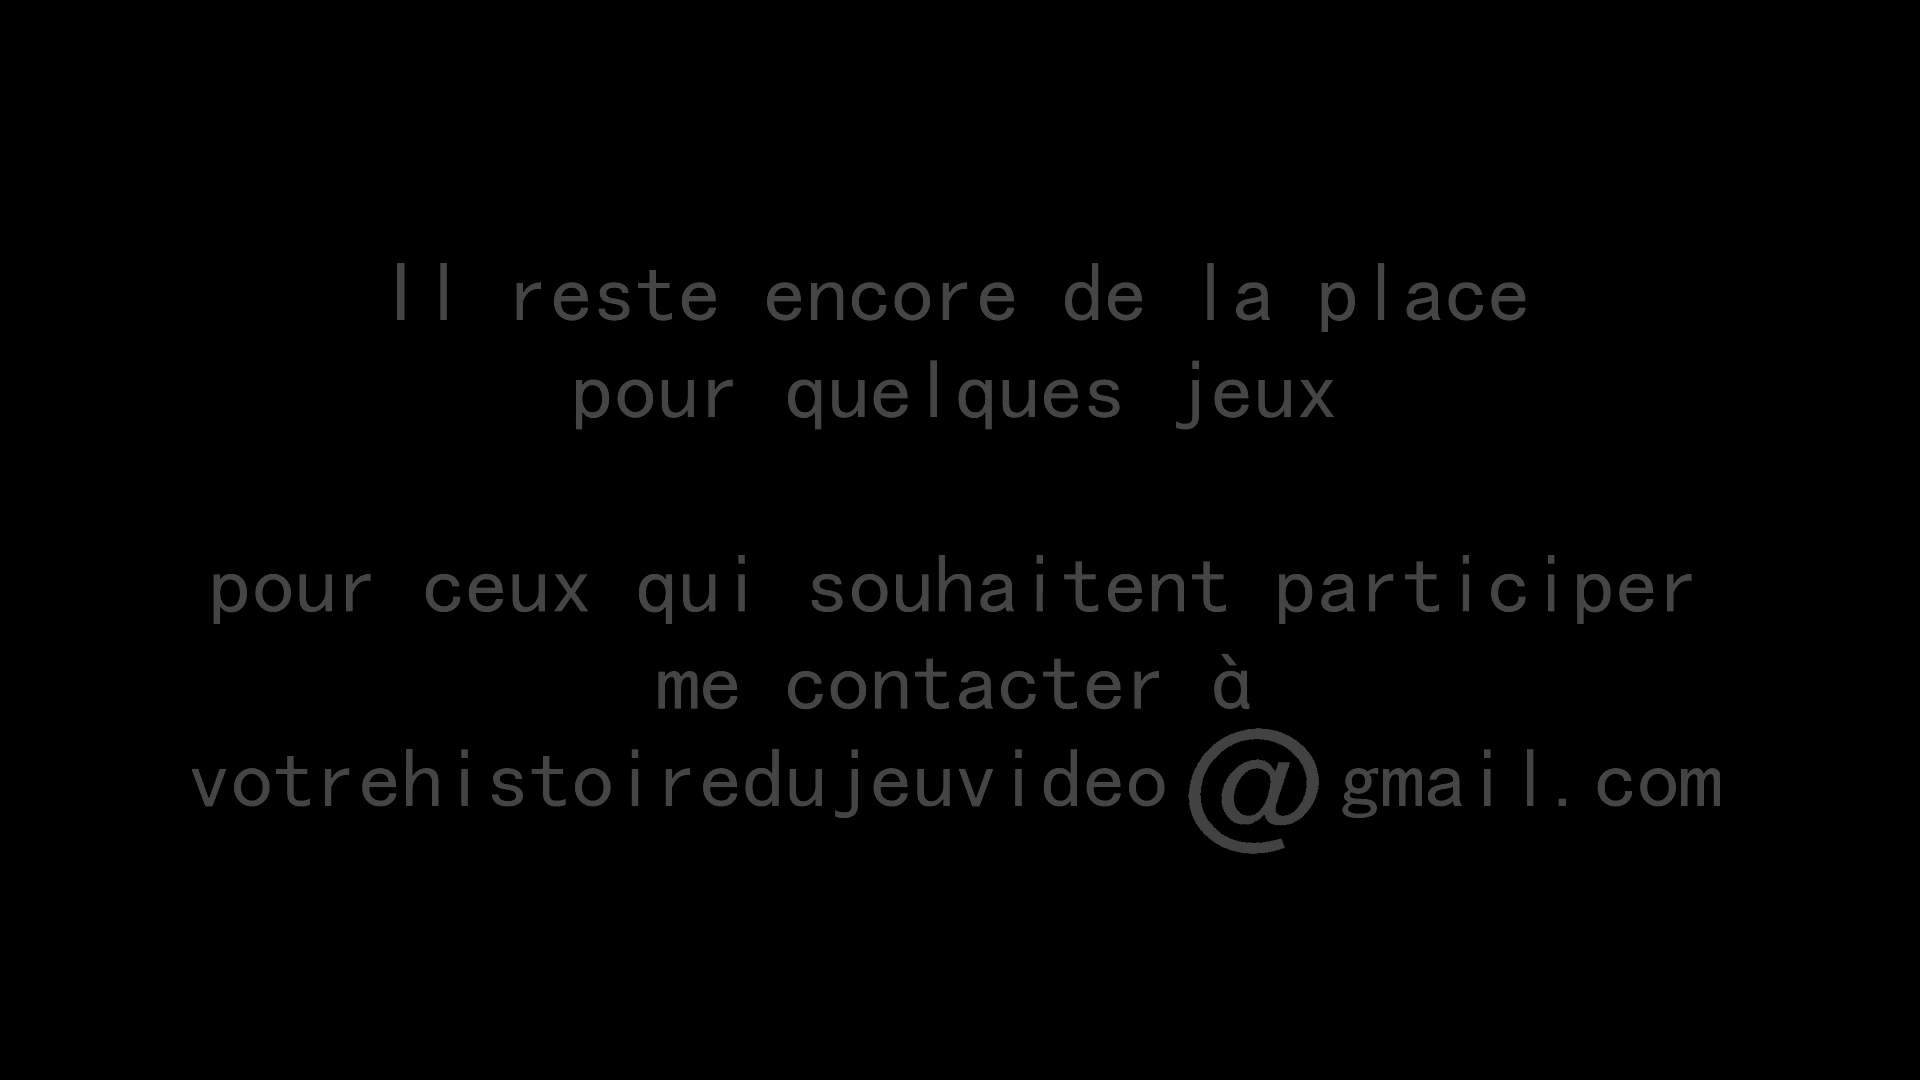 Il reste encore de la place
pour quelques jeux
pour ceux qui souhaitent participer
me contacter à
votrehistoiredujeuvideo@gmail.com